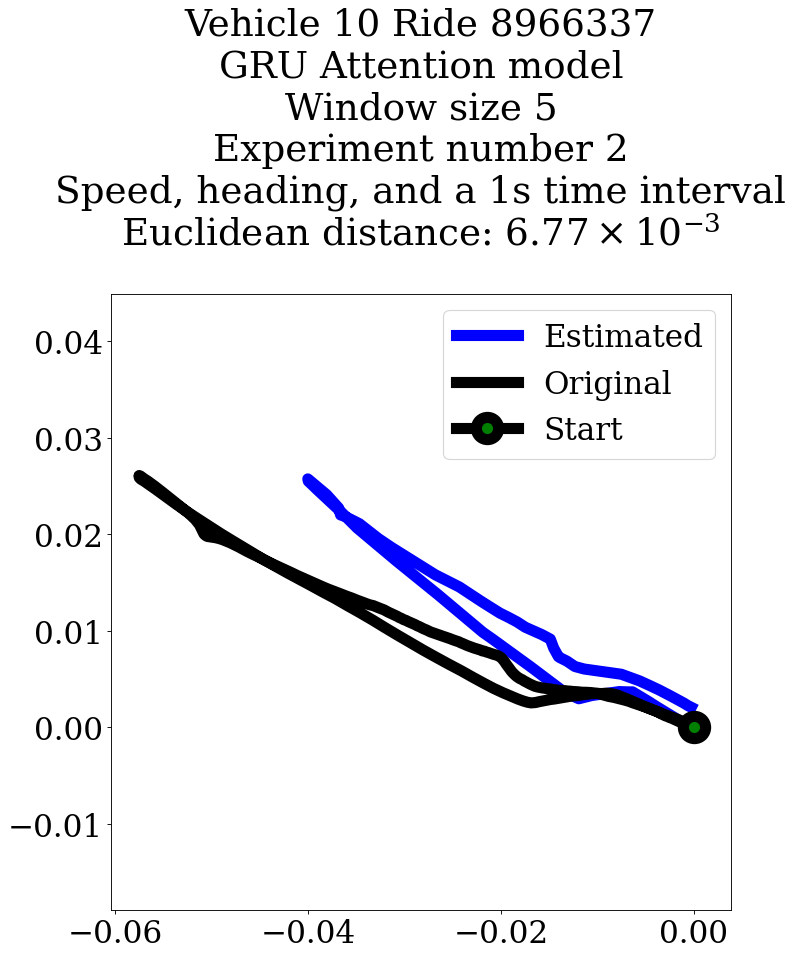 Vehicle 10 Ride 8966337
GRU Attention model
Window size 5
Experiment number 2
Speed, heading, and a 1s time interval
Euclidean distance: 6.77 × 10⁻³
Estimated
Original
Start
0.04
0.03
0.02
0.01
0.00
−0.01
−0.06
−0.04
−0.02
0.00